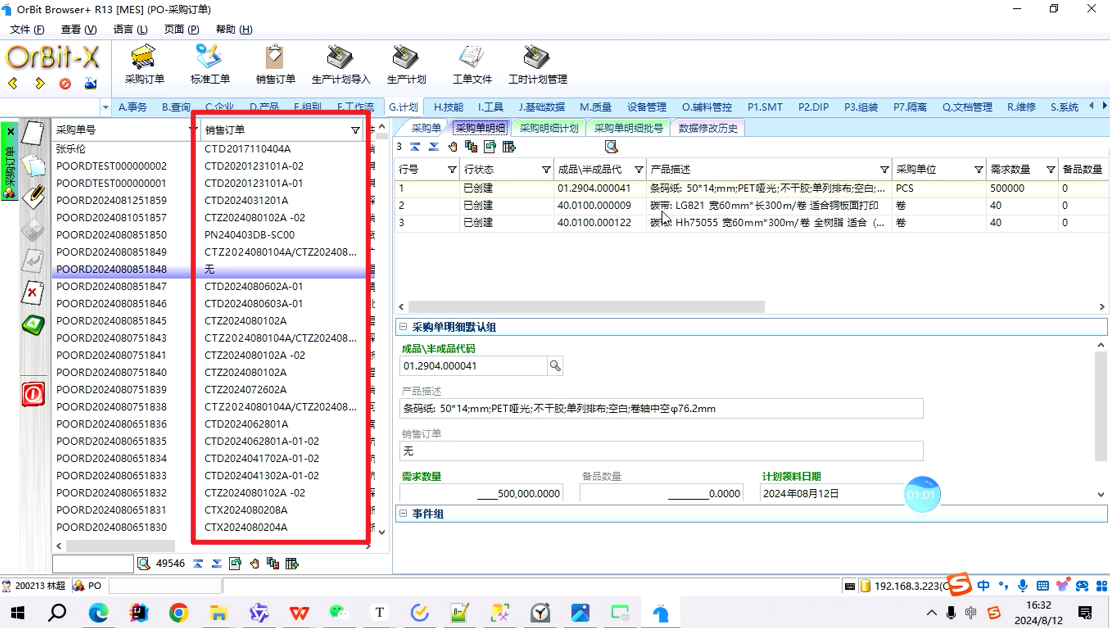 OrBit Browser+ R13 [MES] (PO-采购订单)
文件 (F) 查看 (V) 语言 (L) 页面 (P) 帮助 (H)
OrBit-X
采购订单 标准工单 销售订单 生产计划导入 生产计划 工单文件 工时计划管理
A.事务 B.查询 C.企业 D.产品 E.组别 F.工作流 G.计划 H.技能 I.工具 J.基础数据 M.质量 设备管理 O.辅料管控 P1.SMT P2.DIP P3.组装 P7.隔离 Q.文档管理 R.维修 S.系统
采购单号 销售订单
张乐伦 CTD2017110404A
POORDTEST000000002 CTD2020123101A-02
POORDTEST000000001 CTD2020123101A-01
POORD2024081251859 CTD2024031201A
POORD2024081051857 CTZ2024080102A -02
POORD2024080851850 PN240403DB-SC00
POORD2024080851849 CTZ2024080104A/CTZ202408...
POORD2024080851848 无
POORD2024080851847 CTD2024080602A-01
POORD2024080851846 CTD2024080603A-01
POORD2024080851845 CTZ2024080102A
POORD2024080751843 CTZ2024080104A/CTZ202408...
POORD2024080751841 CTZ2024080102A -02
POORD2024080751840 CTZ2024080102A
POORD2024080751839 CTZ2024072602A
POORD2024080751838 CTZ2024080104A/CTZ202408...
POORD2024080651836 CTD2024062801A
POORD2024080651835 CTD2024062801A-01-02
POORD2024080651834 CTD2024041702A-01-02
POORD2024080651833 CTD2024041302A-01-02
POORD2024080651832 CTZ2024080102A -02
POORD2024080651831 CTX2024080208A
POORD2024080651830 CTX2024080204A
49546
采购单 采购单明细 采购明细计划 采购单明细批号 数据修改历史
3
行号 行状态 成品\半成品代 产品描述 采购单位 需求数量 备品数量
1 已创建 01.2904.000041 条码纸: 50*14;mm;PET哑光;不干胶;单列排布;空白;... PCS 500000 0
2 已创建 40.0100.000009 碳带: LG821 宽60mm*长300m/卷 适合铜板面打印 卷 40 0
3 已创建 40.0100.000122 碳带: Hh75055 宽60mm*300m/卷 全树脂 适合（... 卷 40 0
采购单明细默认组
成品\半成品代码
01.2904.000041
产品描述
条码纸: 50*14;mm;PET哑光;不干胶;单列排布;空白;卷轴中空φ76.2mm
销售订单
无
需求数量 备品数量 计划领料日期
_____500,000.0000 ________0.0000 2024年08月12日
01:01
事件组
200213 林超 PO 192.168.3.223(O 中
16:32
2024/8/12